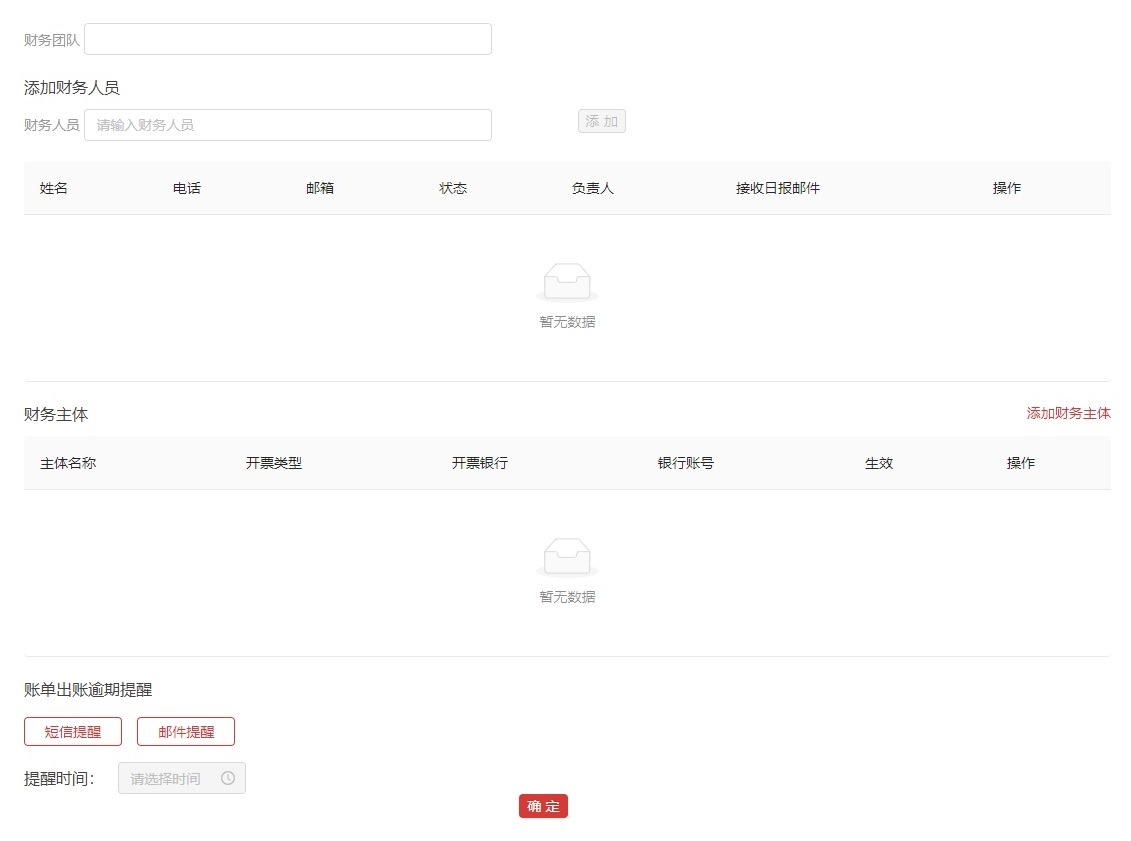 财务团队
添加财务人员
财务人员 请输入财务人员 添 加
姓名 电话 邮箱 状态 负责人 接收日报邮件 操作
暂无数据
财务主体 添加财务主体
主体名称 开票类型 开票银行 银行账号 生效 操作
暂无数据
账单出账逾期提醒
短信提醒 邮件提醒
提醒时间： 请选择时间
确 定